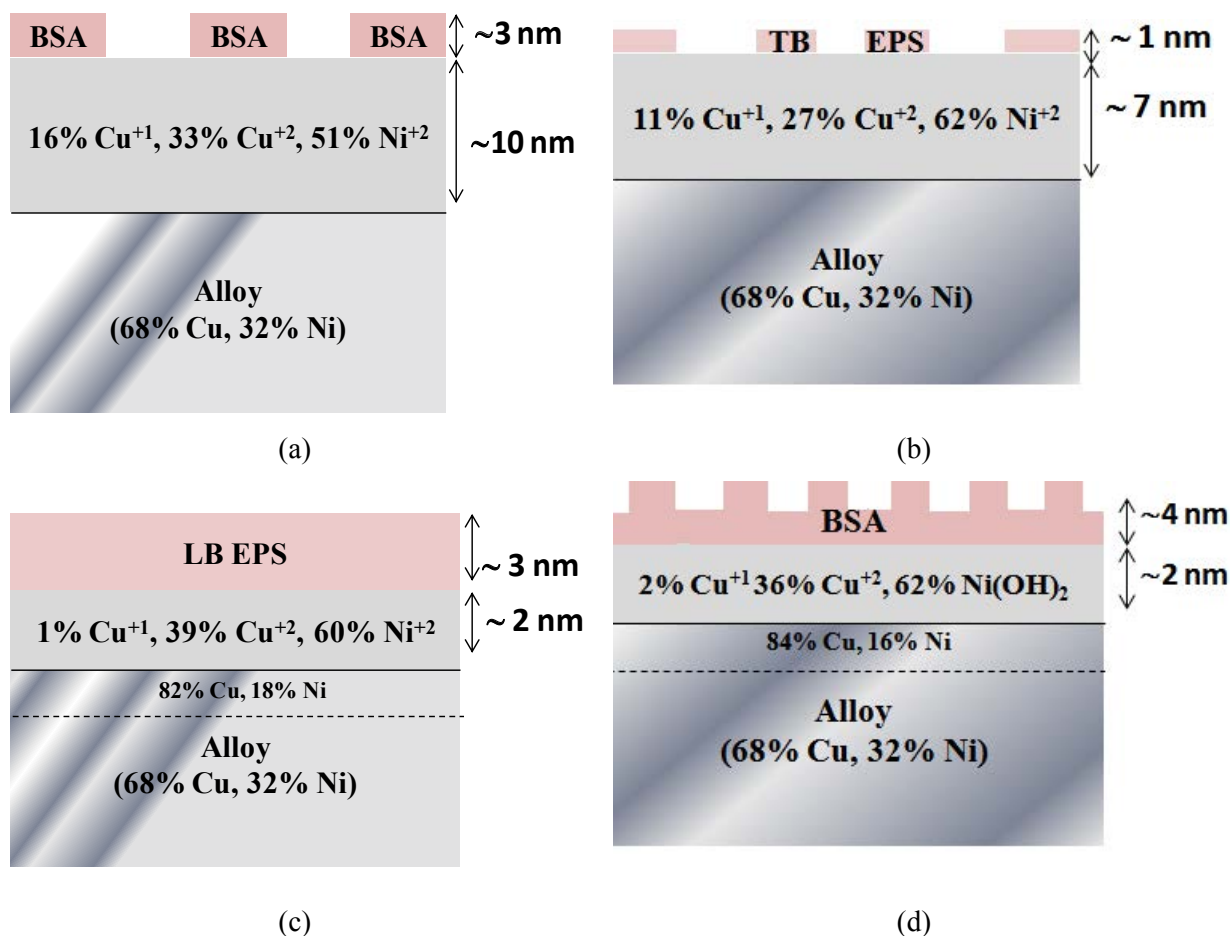 BSA BSA BSA
~3 nm
16% Cu⁺¹, 33% Cu⁺², 51% Ni⁺²
~10 nm
Alloy
(68% Cu, 32% Ni)
(a)
TB EPS
~ 1 nm
11% Cu⁺¹, 27% Cu⁺², 62% Ni⁺²
~ 7 nm
Alloy
(68% Cu, 32% Ni)
(b)
LB EPS
~ 3 nm
1% Cu⁺¹, 39% Cu⁺², 60% Ni⁺²
~ 2 nm
82% Cu, 18% Ni
Alloy
(68% Cu, 32% Ni)
(c)
BSA
~4 nm
2% Cu⁺¹ 36% Cu⁺², 62% Ni(OH)₂
~2 nm
84% Cu, 16% Ni
Alloy
(68% Cu, 32% Ni)
(d)